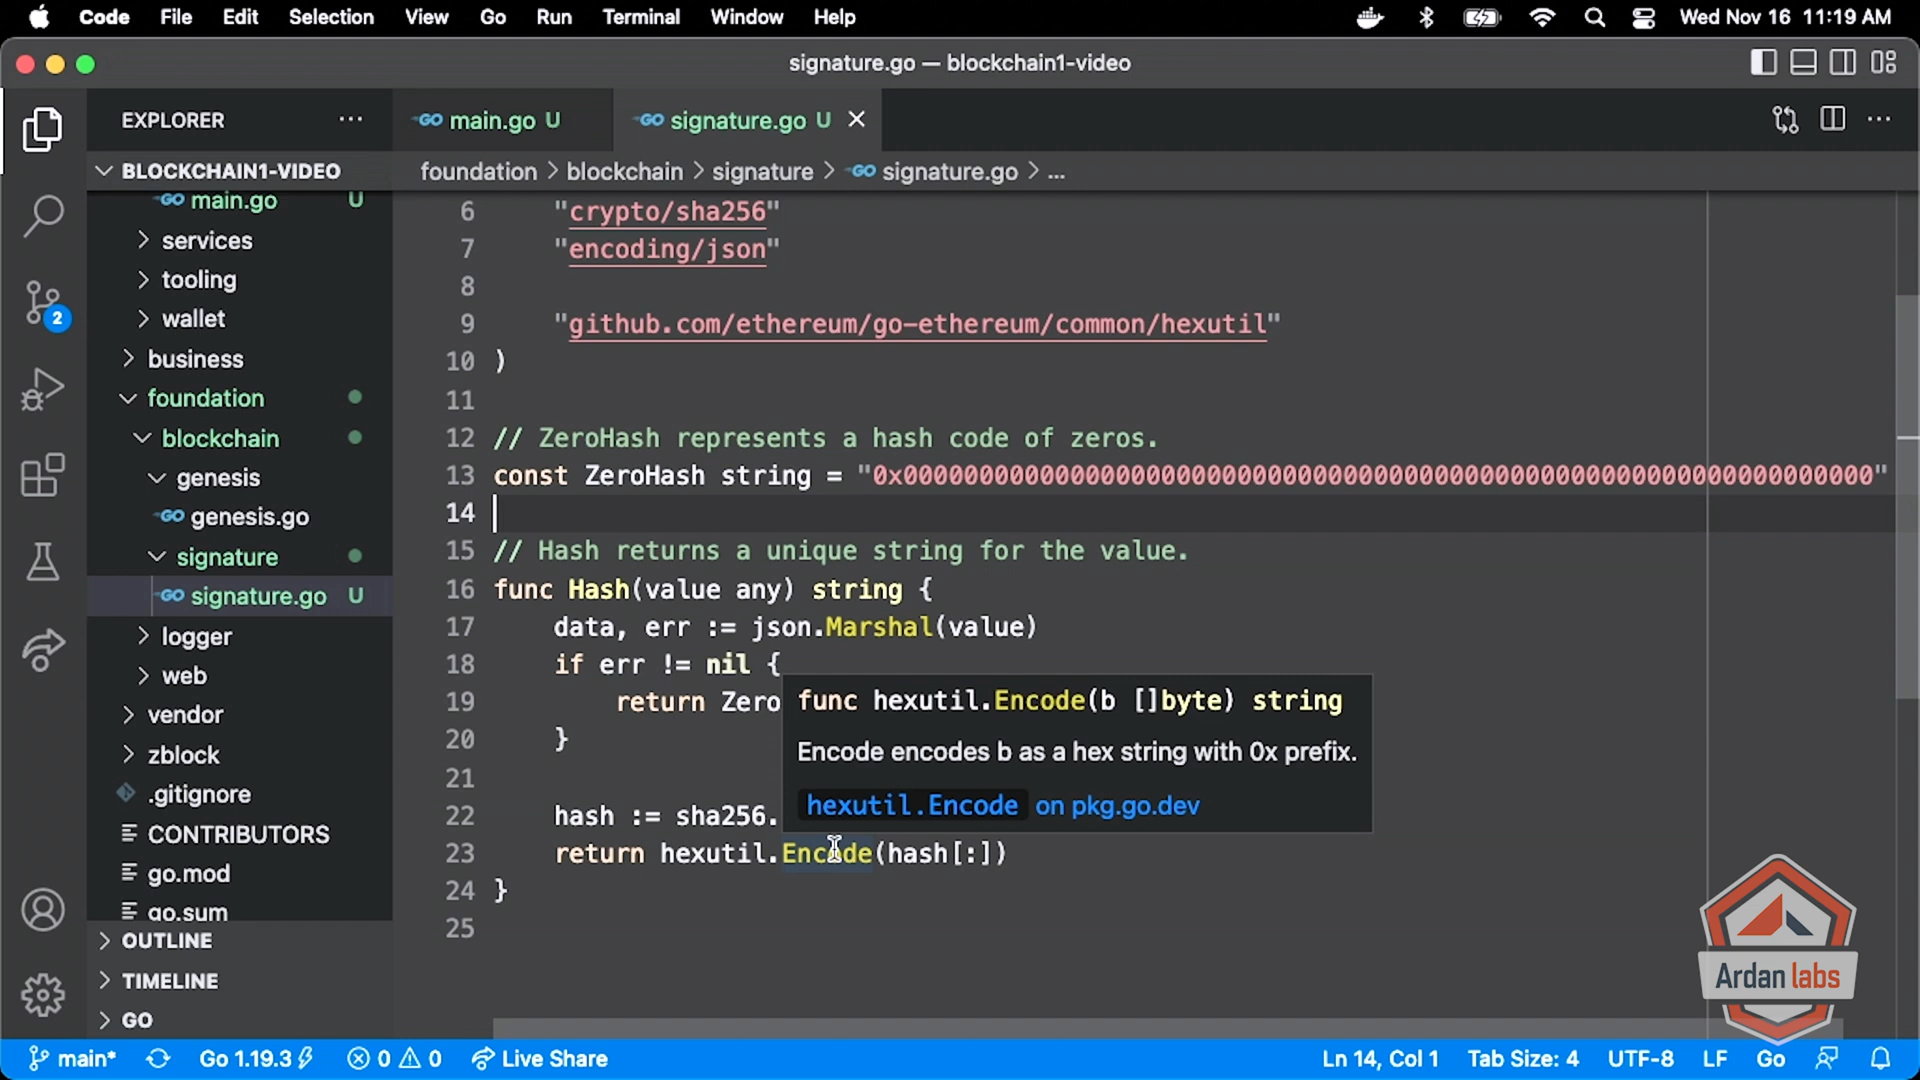 Code File Edit Selection View Go Run Terminal Window Help Wed Nov 16 11:19 AM
signature.go — blockchain1-video
EXPLORER
main.go U
signature.go U
BLOCKCHAIN1-VIDEO
foundation > blockchain > signature > signature.go > ...
main.go U
services
tooling
wallet
business
foundation
blockchain
genesis
genesis.go
signature
signature.go U
logger
web
vendor
zblock
.gitignore
CONTRIBUTORS
go.mod
go.sum
OUTLINE
TIMELINE
GO
2
6 "crypto/sha256"
7 "encoding/json"
8
9 "github.com/ethereum/go-ethereum/common/hexutil"
10 )
11
12 // ZeroHash represents a hash code of zeros.
13 const ZeroHash string = "0x0000000000000000000000000000000000000000000000000000000000000000"
14
15 // Hash returns a unique string for the value.
16 func Hash(value any) string {
17 data, err := json.Marshal(value)
18 if err != nil {
19 return Zero
20 }
21
22 hash := sha256.
23 return hexutil.Encode(hash[:])
24 }
25
func hexutil.Encode(b []byte) string
Encode encodes b as a hex string with 0x prefix.
hexutil.Encode on pkg.go.dev
Ardan labs
main* Go 1.19.3 0 0 Live Share Ln 14, Col 1 Tab Size: 4 UTF-8 LF Go